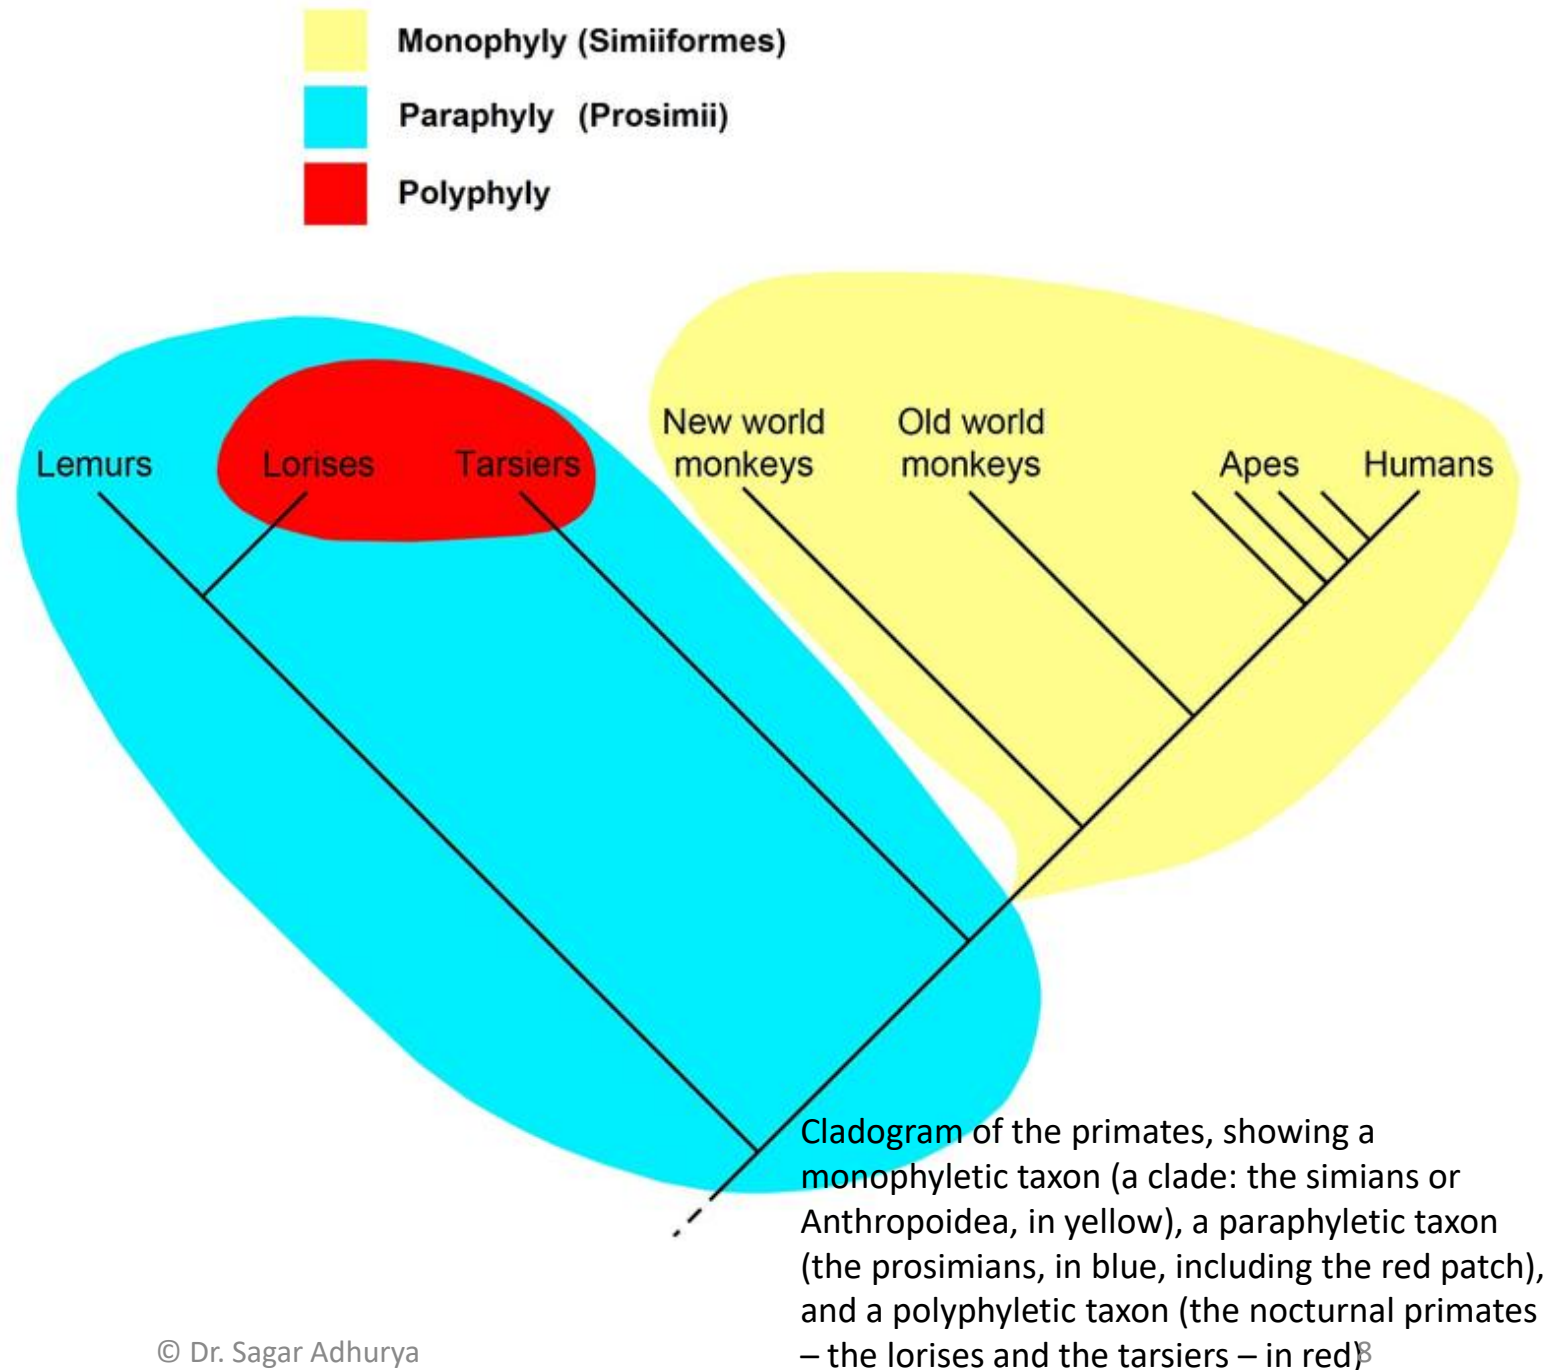 Monophyly (Simiiformes)
Paraphyly (Prosimii)
Polyphyly
New world
monkeys
Old world
monkeys
Lemurs
Lorises
Tarsiers
Apes
Humans
Cladogram of the primates, showing a
monophyletic taxon (a clade: the simians or
Anthropoidea, in yellow), a paraphyletic taxon
(the prosimians, in blue, including the red patch),
and a polyphyletic taxon (the nocturnal primates
– the lorises and the tarsiers – in red)
© Dr. Sagar Adhurya
8